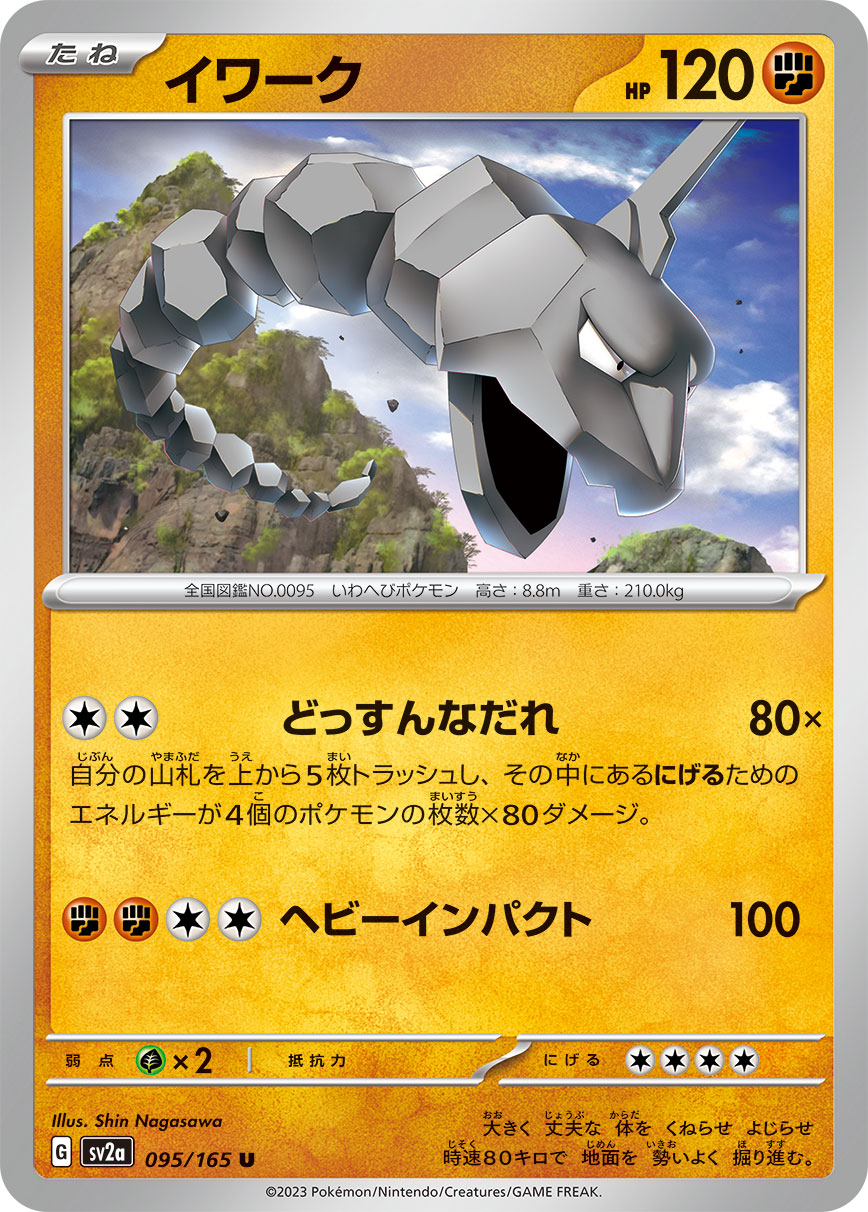 たね イワーク HP 120
全国図鑑NO.0095 いわへびポケモン 高さ:8.8m 重さ:210.0kg
どっすんなだれ 80×
自分の山札を上から5枚トラッシュし、その中にあるにげるための
エネルギーが4個のポケモンの枚数×80ダメージ。
ヘビーインパクト 100
弱点 ×2 抵抗力 にげる
Illus. Shin Nagasawa
大きく 丈夫な 体を くねらせ よじらせ
G sv2a 095/165 U 時速80キロで 地面を 勢いよく 掘り進む。
©2023 Pokémon/Nintendo/Creatures/GAME FREAK.